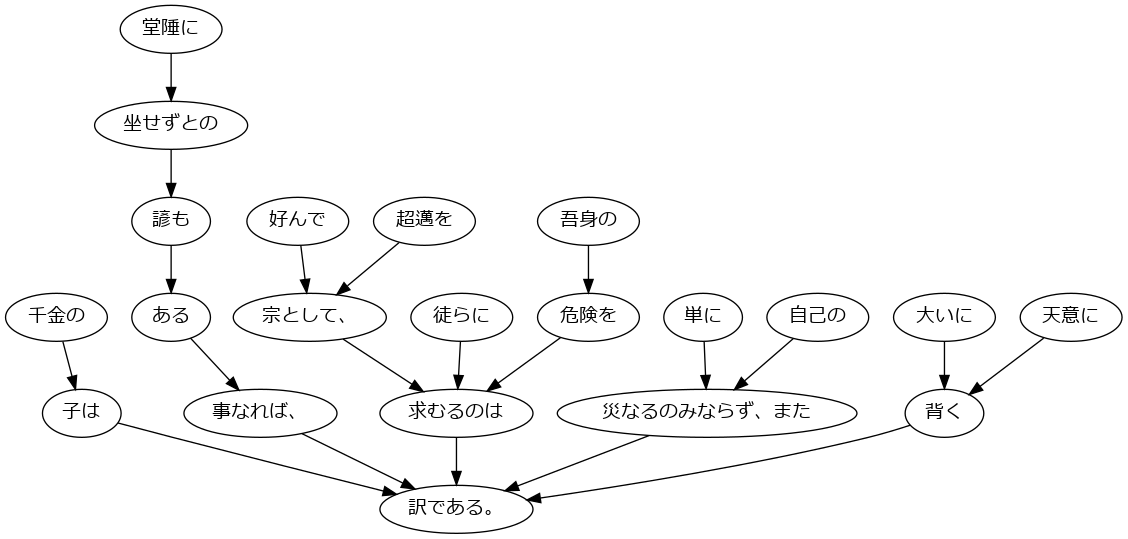 堂陲に
坐せずとの
諺も
好んで
超邁を
吾身の
千金の
ある
宗として、
徒らに
危険を
単に
自己の
大いに
天意に
子は
事なれば、
求むるのは
災なるのみならず、また
背く
訳である。